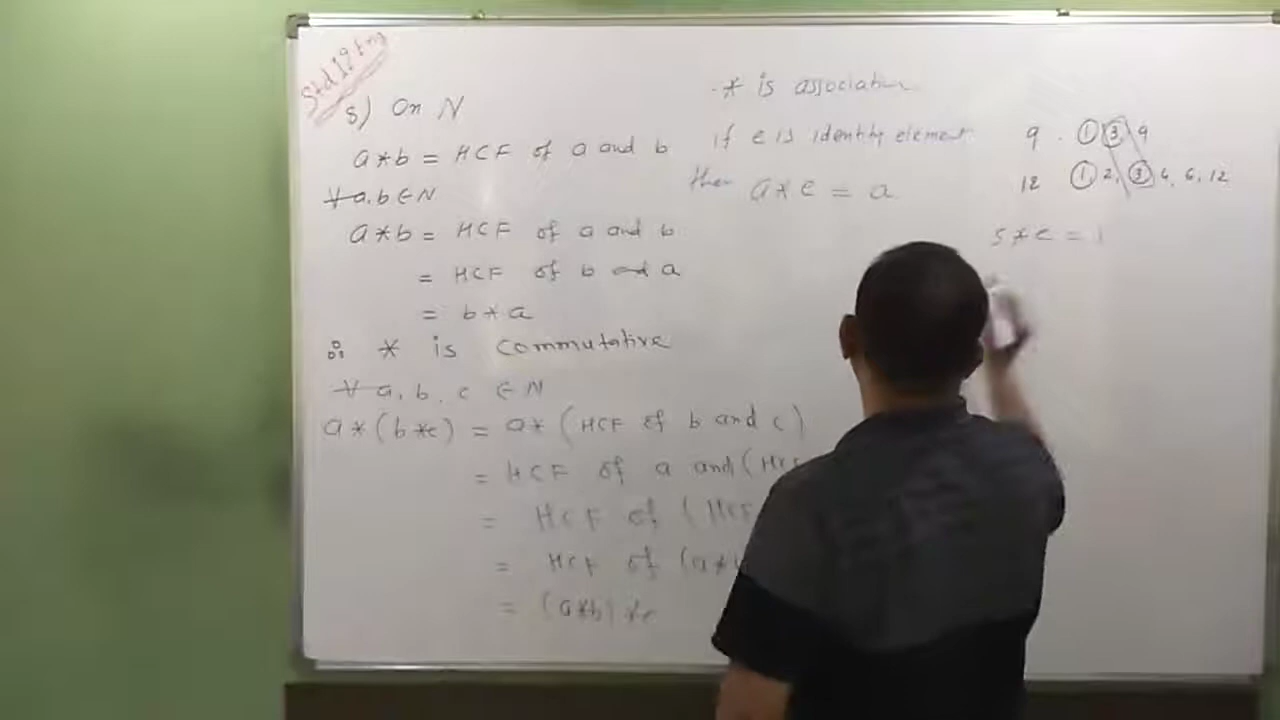 Std 12 Eng
8) On N
a*b = HCF of a and b
∀a,b∈N
a*b = HCF of a and b
= HCF of b and a
= b*a
∴ * is commutative
∀ a, b, c ∈ N
a*(b*c) = a* (HCF of b and c)
= HCF of a and (HCF
= HCF of (HCF
= HCF of (a*b
= (a*b)*c
* is associative
if e is identity element
then a*e = a
9 1 3 9
12 1 2, 3 4, 6, 12
5*e = 1